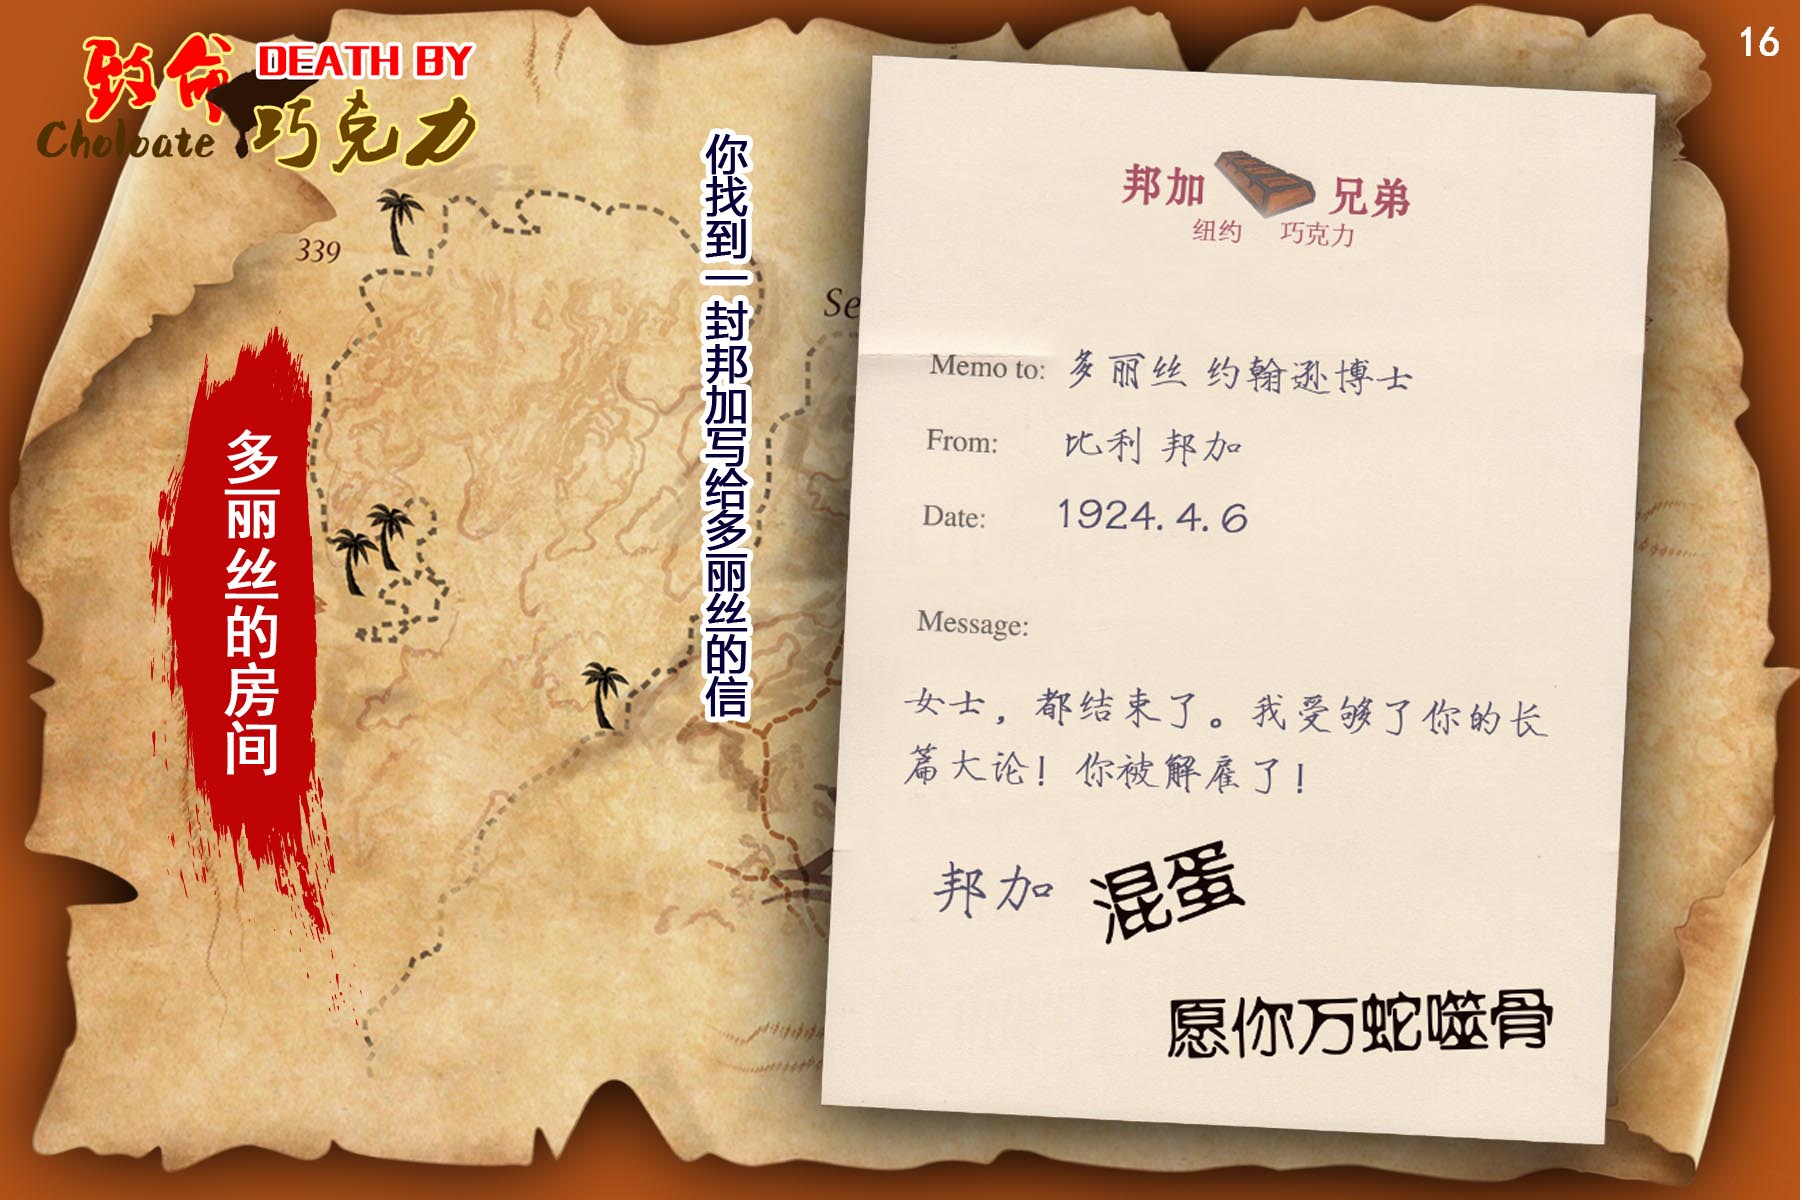 16
致命 DEATH BY
Choloate 巧克力
339
多丽丝的房间
你找到一封邦加写给多丽丝的信
Se
邦加 兄弟
纽约 巧克力
Memo to: 多丽丝 约翰逊博士
From: 比利 邦加
Date: 1924.4.6
Message:
女士，都结束了。我受够了你的长
篇大论！你被解雇了！
邦加 混蛋
愿你万蛇噬骨